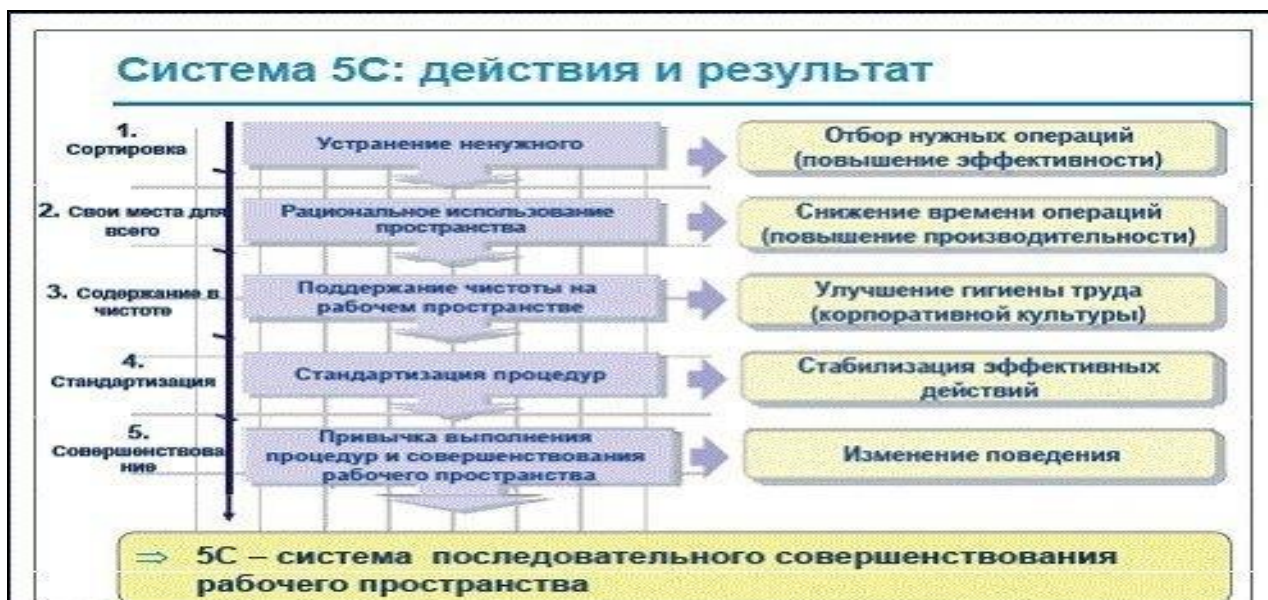 Система 5С: действия и результат
1.
Сортировка
Устранение ненужного
Отбор нужных операций
(повышение эффективности)
2. Свои места для
всего
Рациональное использование
пространства
Снижение времени операций
(повышение производительности)
3. Содержание в
чистоте
Поддержание чистоты на
рабочем пространстве
Улучшение гигиены труда
(корпоративной культуры)
4.
Стандартизация
Стандартизация процедур
Стабилизация эффективных
действий
5.
Совершенствова
ние
Привычка выполнения
процедур и совершенствования
рабочего пространства
Изменение поведения
⇒ 5С – система последовательного совершенствования
рабочего пространства